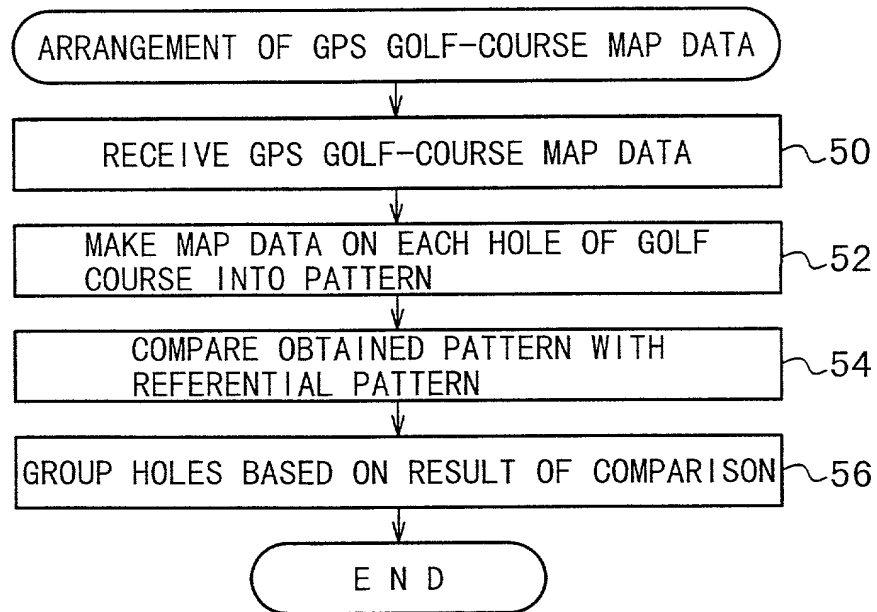 ARRANGEMENT OF GPS GOLF-COURSE MAP DATA
RECEIVE GPS GOLF-COURSE MAP DATA
50
MAKE MAP DATA ON EACH HOLE OF GOLF
COURSE INTO PATTERN
52
COMPARE OBTAINED PATTERN WITH
REFERENTIAL PATTERN
54
GROUP HOLES BASED ON RESULT OF COMPARISON
56
END